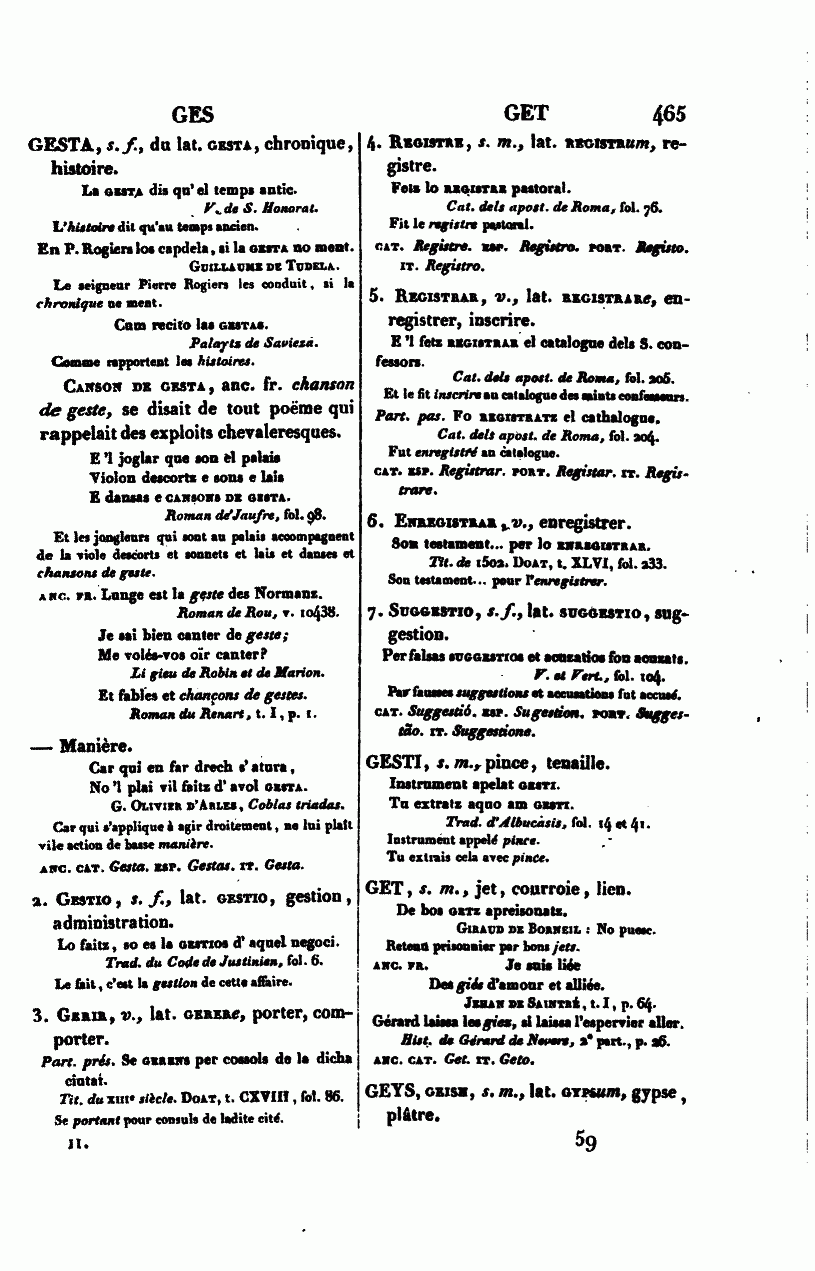 GES
GET 465
GESTA, s. f., du lat. GESTA, chronique,
histoire.
La GESTA dis qu'el temps antic.
V. de S. Honorat.
L'histoire dit qu'au temps ancien.
En P. Rogiers los capdela, si la GESTA no ment.
GUILLAUME DE TUDELA.
Le seigneur Pierre Rogiers les conduit, si la
chronique ne ment.
Cum recito las GESTAS.
Palaytz de Savieza.
Comme rapportent les histoires.
CANSON DE GESTA, anc. fr. chanson
de geste, se disait de tout poëme qui
rappelait des exploits chevaleresques.
E 'l joglar que son el palais
Violon descortz e sons e lais
E dansas e CANSONS DE GESTA.
Roman de Jaufre, fol. 98.
Et les jongleurs qui sont au palais accompagnent
de la viole descorts et sonnets et lais et danses et
chansons de geste.
ANC. FR. Lunge est la geste des Normanz.
Roman de Rou, v. 10438.
Je sai bien canter de geste;
Me volés-vos oïr canter?
Li gieu de Robin et de Marion.
Et fables et chançons de gestes.
Roman du Renart, t. I, p. 1.
— Manière.
Car qui en far drech s'atura,
No 'l plai vil faitz d'avol GESTA.
G. OLIVIER D'ARLES, Coblas triadas.
Car qui s'applique à agir droitement, ne lui plaît
vile action de basse manière.
ANC. CAT. Gesta. ESP. Gestas. IT. Gesta.
2. GESTIO, s. f., lat. GESTIO, gestion,
administration.
Lo faitz, so es la GESTIOS d'aquel negoci.
Trad. du Code de Justinien, fol. 6.
Le fait, c'est la gestion de cette affaire.
3. GERIR, v., lat. GERERe, porter, com-
porter.
Part. prés. Se GERENS per cossols de la dicha
ciutat.
Tit. du XIIIe siècle. DOAT, t. CXVIII, fol. 86.
Se portant pour consuls de ladite cité.
II.
4. REGISTRE, s. m., lat. REGISTRum, re-
gistre.
Feis lo REGISTRE pastoral.
Cat. dels apost. de Roma, fol. 76.
Fit le registre pastoral.
CAT. Registre. ESP. Registro. PORT. Registo.
IT. Registro.
5. REGISTRAR, v., lat. REGISTRARe, en-
registrer, inscrire.
E 'l fetz REGISTRAR el catalogue dels S. con-
fessors.
Cat. dels apost. de Roma, fol. 206.
Et le fit inscrire au catalogue des saints confesseurs.
Part. pas. Fo REGISTRATZ el cathalogue.
Cat. dels apost. de Roma, fol. 204.
Fut enregistré au catalogue.
CAT. ESP. Registrar. PORT. Registar. IT. Regis-
trare.
6. ENREGISTRAR, v., enregistrer.
Son testament... per lo ENREGISTRAR.
Tit. de 1502. DOAT, t. XLVI, fol. 233.
Son testament... pour l'enregistrer.
7. SUGGESTIO, s. f., lat. SUGGESTIO, sug-
gestion.
Per falsas SUGGESTIOS et acuzatios fon acuzats.
V. et Vert., fol. 104.
Par fausses suggestions et accusations fut accusé.
CAT. Suggestió. ESP. Sugestion. PORT. Sugges-
tão. IT. Suggestione.
GESTI, s. m., pince, tenaille.
Instrument apelat GESTI.
Tu extratz aquo am GESTI.
Trad. d'Albucasis, fol. 14 et 41.
Instrument appelé pince.
Tu extrais cela avec pince.
GET, s. m., jet, courroie, lien.
De bos GETZ apreisonatz.
GIRAUD DE BORNEIL : No puesc.
Retenu prisonnier par bons jets.
ANC. FR. Je suis liée
Des giés d'amour et alliée.
JEHAN DE SAINTRÉ, t. I, p. 64.
Gérard laissa les giez, si laissa l'espervier aller.
Hist. de Gérard de Nevers, 2e part., p. 26.
ANC. CAT. Get. IT. Geto.
GEYS, GEISH, s. m., lat. GYPSum, gypse,
plâtre.
59